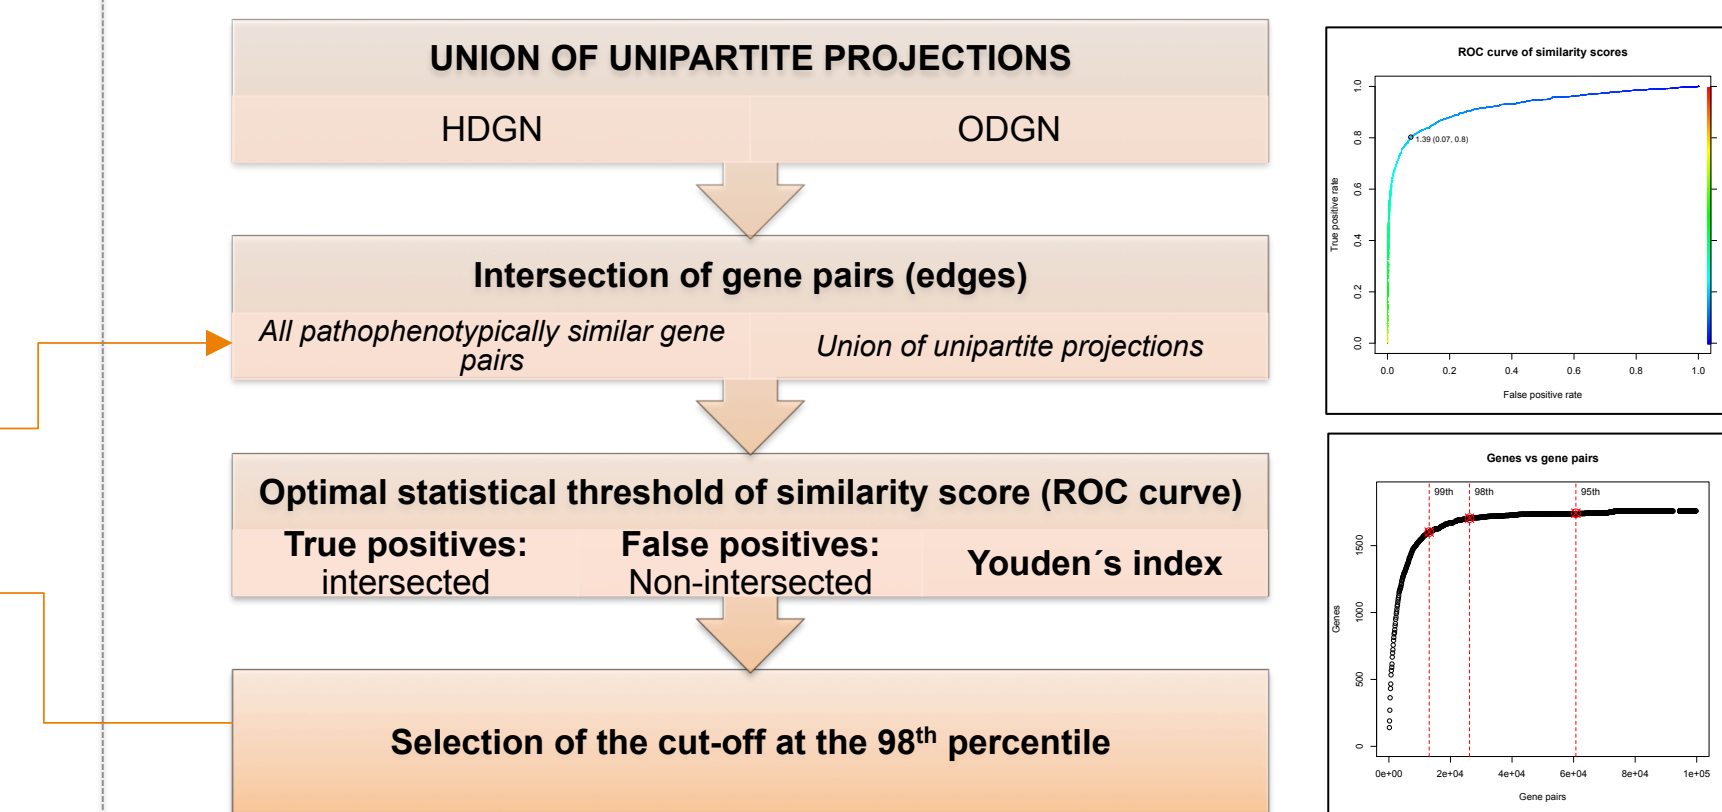 UNION OF UNIPARTITE PROJECTIONS
HDGN
ODGN
Intersection of gene pairs (edges)
All pathophenotypically similar gene
pairs
Union of unipartite projections
Optimal statistical threshold of similarity score (ROC curve)
True positives:
intersected
False positives:
Non-intersected
Youden´s index
Selection of the cut-off at the 98th percentile
ROC curve of similarity scores
True positive rate
1.0
0.8
0.6
0.4
0.2
0.0
1.39 (0.07, 0.8)
0.0 0.2 0.4 0.6 0.8 1.0
False positive rate
Genes vs gene pairs
99th 98th 95th
Genes
1500
1000
500
0
0e+00 2e+04 4e+04 6e+04 8e+04 1e+05
Gene pairs